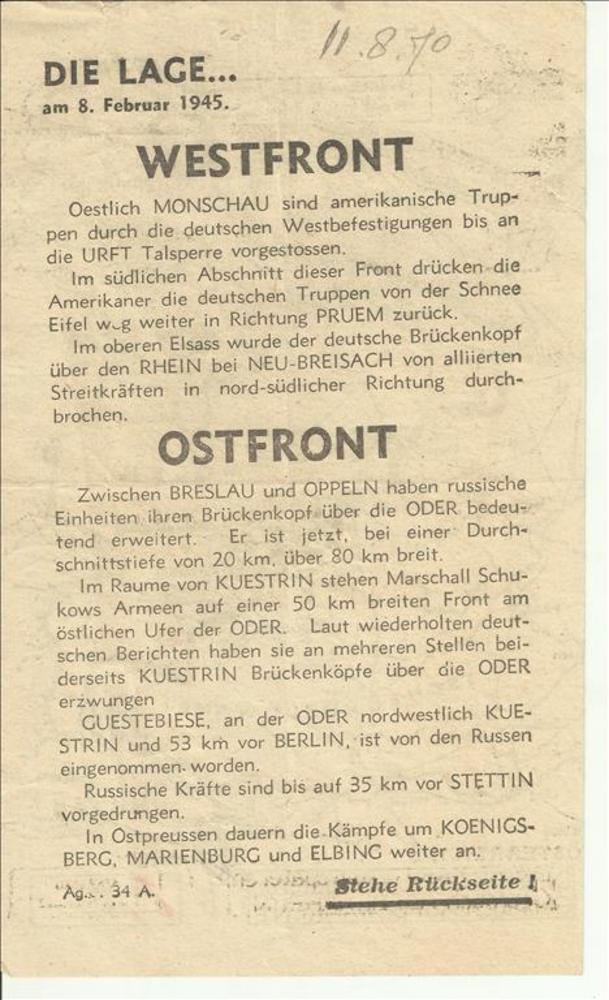 11.8.70
DIE LAGE...
am 8. Februar 1945.
WESTFRONT
Oestlich MONSCHAU sind amerikanische Trup-
pen durch die deutschen Westbefestigungen bis an
die URFT Talsperre vorgestossen.
Im südlichen Abschnitt dieser Front drücken die
Amerikaner die deutschen Truppen von der Schnee
Eifel weg weiter in Richtung PRUEM zurück.
Im oberen Elsass wurde der deutsche Brückenkopf
über den RHEIN bei NEU-BREISACH von alliierten
Streitkräften in nord-südlicher Richtung durch-
brochen.
OSTFRONT
Zwischen BRESLAU und OPPELN haben russische
Einheiten ihren Brückenkopf über die ODER bedeu-
tend erweitert. Er ist jetzt, bei einer Durch-
schnittstiefe von 20 km, über 80 km breit.
Im Raume von KUESTRIN stehen Marschall Schu-
kows Armeen auf einer 50 km breiten Front am
östlichen Ufer der ODER. Laut wiederholten deut-
schen Berichten haben sie an mehreren Stellen bei-
derseits KUESTRIN Brückenköpfe über die ODER
erzwungen
GUESTEBIESE, an der ODER nordwestlich KUE-
STRIN und 53 km vor BERLIN, ist von den Russen
eingenommen worden.
Russische Kräfte sind bis auf 35 km vor STETTIN
vorgedrungen.
In Ostpreussen dauern die Kämpfe um KOENIGS-
BERG, MARIENBURG und ELBING weiter an.
Ag... 34 A.
Siehe Rückseite !